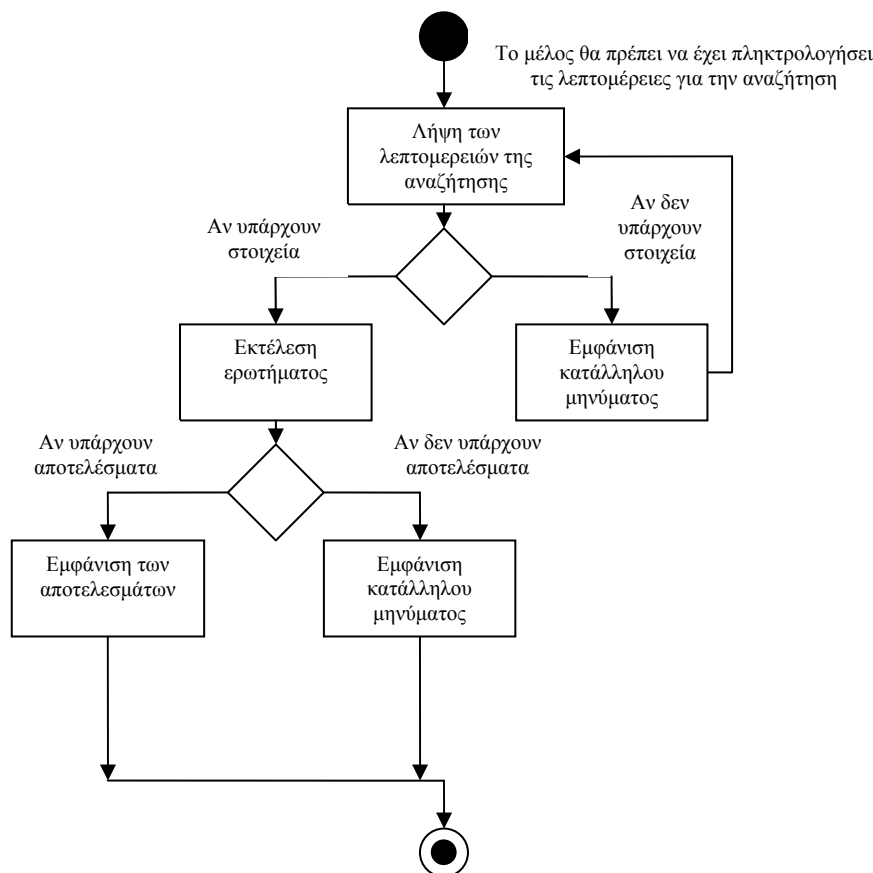 Το μέλος θα πρέπει να έχει πληκτρολογήσει
τις λεπτομέρειες για την αναζήτηση
Λήψη των
λεπτομερειών της
αναζήτησης
Αν υπάρχουν
στοιχεία
Αν δεν
υπάρχουν
στοιχεία
Εκτέλεση
ερωτήματος
Εμφάνιση
κατάλληλου
μηνύματος
Αν υπάρχουν
αποτελέσματα
Αν δεν υπάρχουν
αποτελέσματα
Εμφάνιση των
αποτελεσμάτων
Εμφάνιση
κατάλληλου
μηνύματος